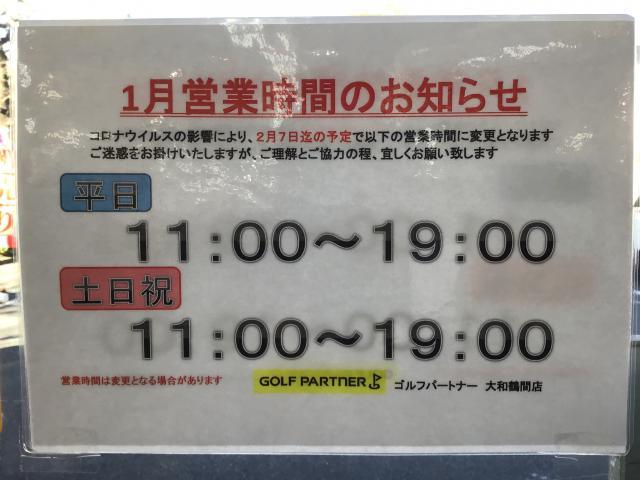 1月営業時間のお知らせ
コロナウイルスの影響により、2月7日迄の予定で以下の営業時間に変更となります
ご迷惑をお掛けいたしますが、ご理解とご協力の程、宜しくお願い致します
平日
11:00～19:00
土日祝
11:00～19:00
営業時間は変更となる場合があります
GOLF PARTNER ゴルフパートナー 大和鶴間店